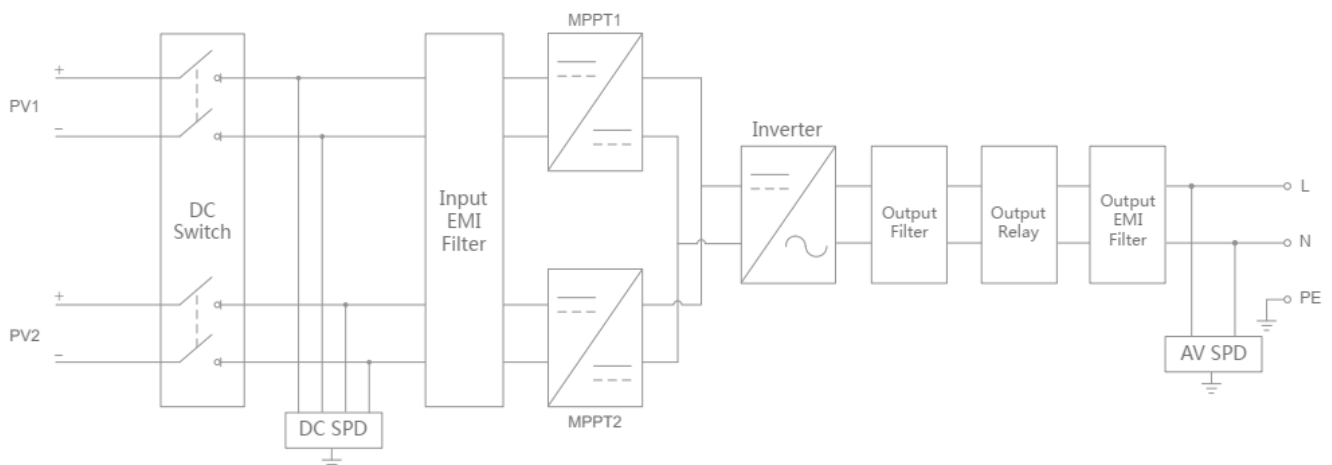 MPPT1
PV1
+
−
DC
Switch
Input
EMI
Filter
Inverter
Output
Filter
Output
Relay
Output
EMI
Filter
L
N
PE
PV2
+
−
AV SPD
DC SPD
MPPT2